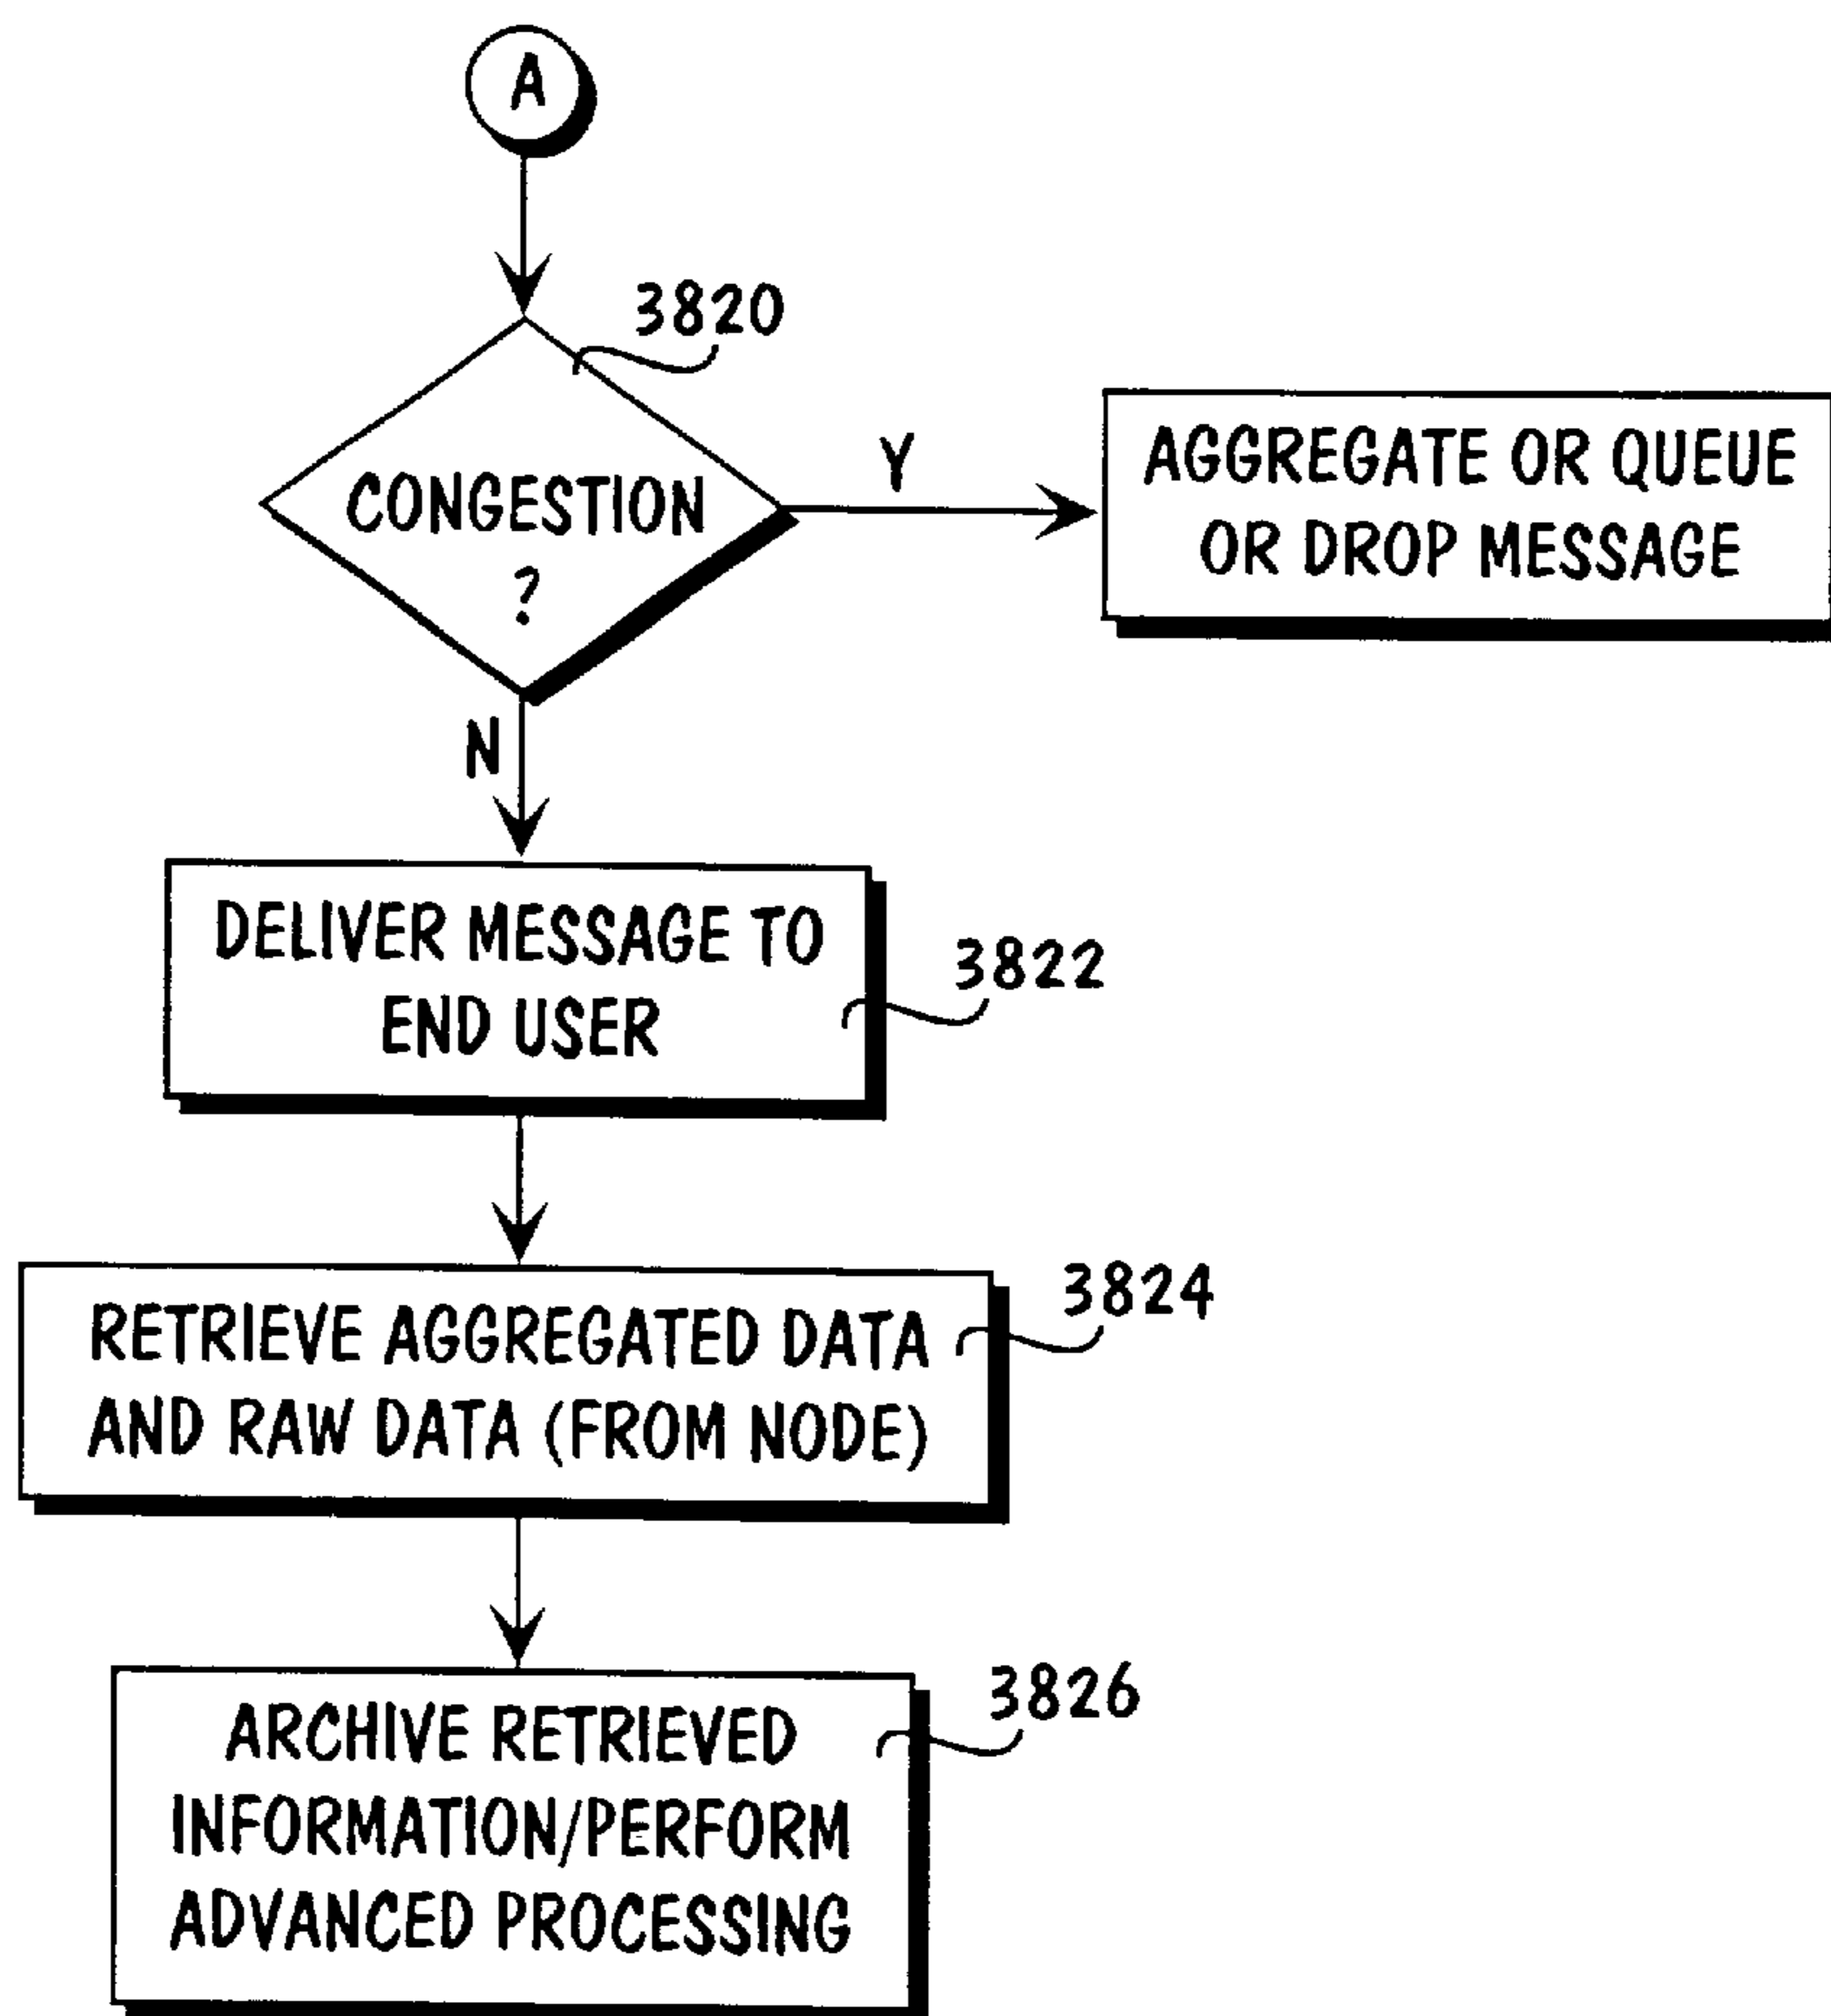 A
3820
CONGESTION
?
Y
AGGREGATE OR QUEUE
OR DROP MESSAGE
N
DELIVER MESSAGE TO
END USER
3822
RETRIEVE AGGREGATED DATA
AND RAW DATA (FROM NODE)
3824
ARCHIVE RETRIEVED
INFORMATION/PERFORM
ADVANCED PROCESSING
3826